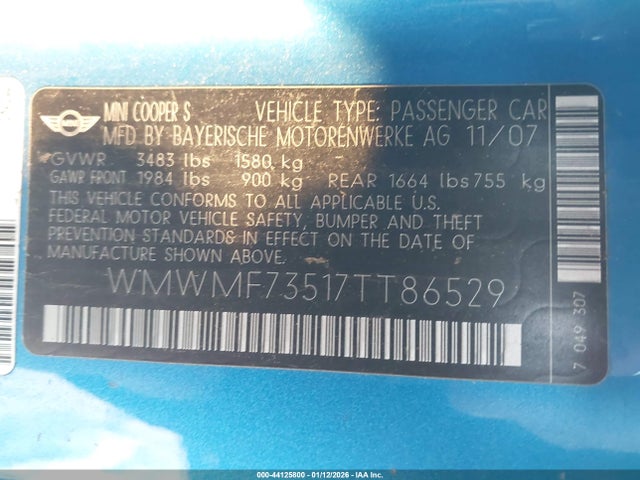 MINI COOPER S VEHICLE TYPE: PASSENGER CAR
MFD BY BAYERISCHE MOTORENWERKE AG 11/07
GVWR 3483 lbs 1580 kg
GAWR FRONT 1984 lbs 900 kg REAR 1664 lbs 755 kg
THIS VEHICLE CONFORMS TO ALL APPLICABLE U.S.
FEDERAL MOTOR VEHICLE SAFETY, BUMPER AND THEFT
PREVENTION STANDARDS IN EFFECT ON THE DATE OF
MANUFACTURE SHOWN ABOVE.
WMWMF73517TT86529
7 049 307
000-44125800 - 01/12/2026 - IAA Inc.